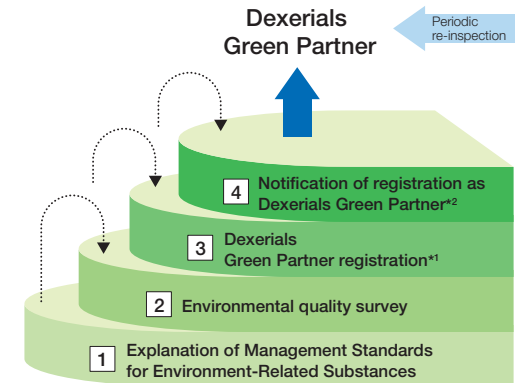 Dexerials
Green Partner
Periodic
re-inspection
4 Notification of registration as
Dexerials Green Partner*2
3 Dexerials
Green Partner registration*1
2 Environmental quality survey
1 Explanation of Management Standards
for Environment-Related Substances